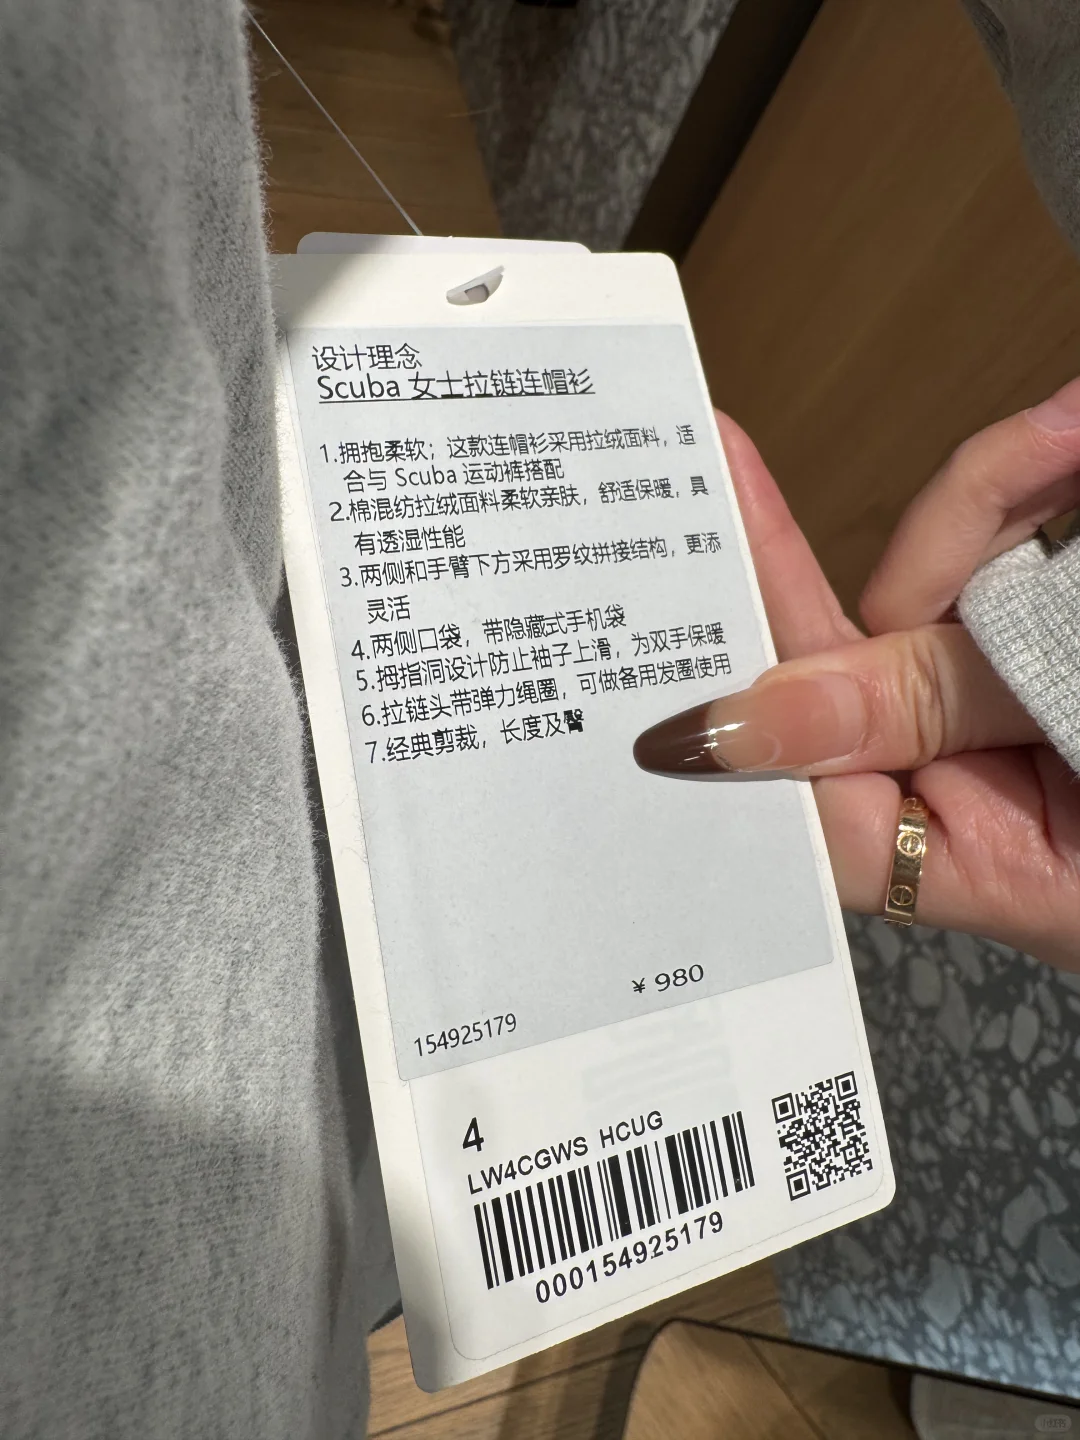 设计理念
Scuba 女士拉链连帽衫
1.拥抱柔软；这款连帽衫采用拉绒面料，适
合与 Scuba 运动裤搭配
2.棉混纺拉绒面料柔软亲肤，舒适保暖，具
有透湿性能
3.两侧和手臂下方采用罗纹拼接结构，更添
灵活
4.两侧口袋，带隐藏式手机袋
5.拇指洞设计防止袖子上滑，为双手保暖
6.拉链头带弹力绳圈，可做备用发圈使用
7.经典剪裁，长度及臀
¥ 980
154925179
4
LW4CGWS HCUG
000154925179
小红书